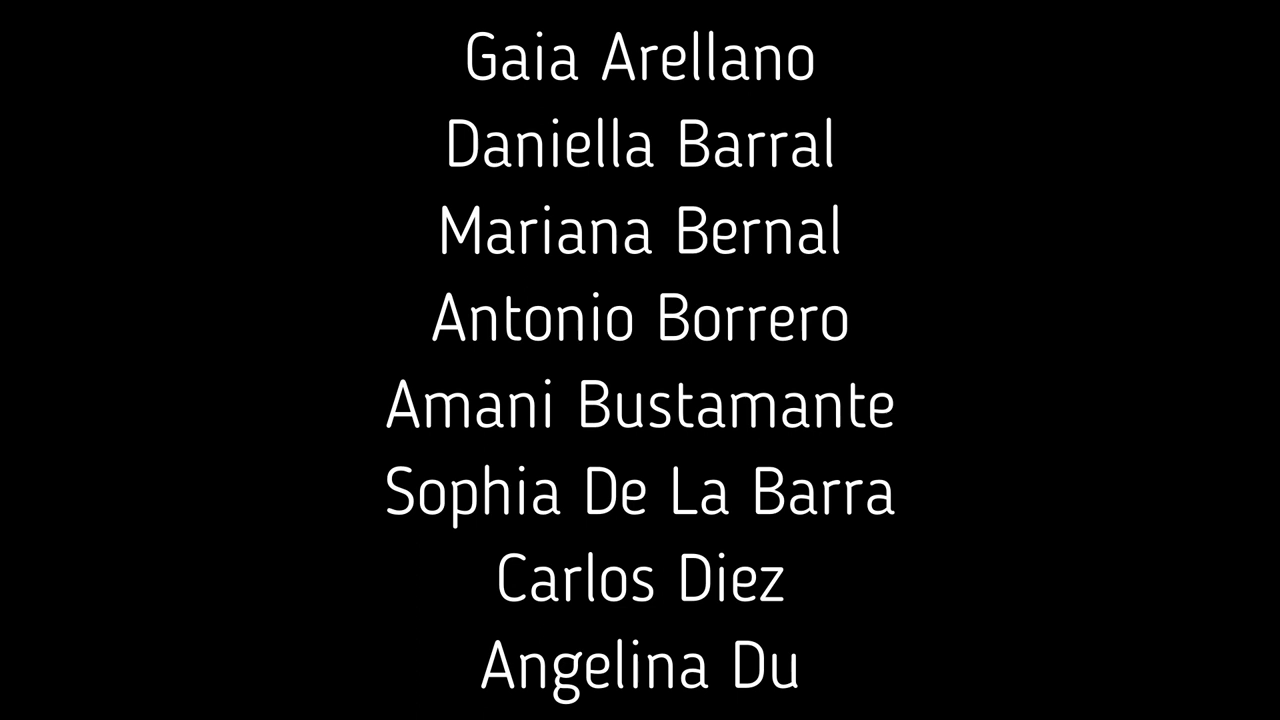 Gaia Arellano
Daniella Barral
Mariana Bernal
Antonio Borrero
Amani Bustamante
Sophia De La Barra
Carlos Diez
Angelina Du